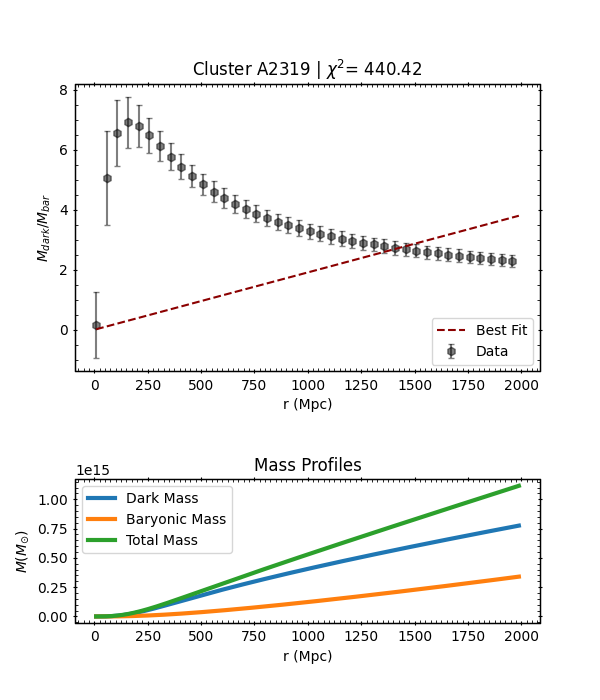 Cluster A2319 | χ²= 440.42
8
6
4
2
0
M_dark/M_bar
Best Fit
Data
0 250 500 750 1000 1250 1500 1750 2000
r (Mpc)
Mass Profiles
1e15
1.00
0.75
0.50
0.25
0.00
M(M_⊙)
Dark Mass
Baryonic Mass
Total Mass
0 250 500 750 1000 1250 1500 1750 2000
r (Mpc)